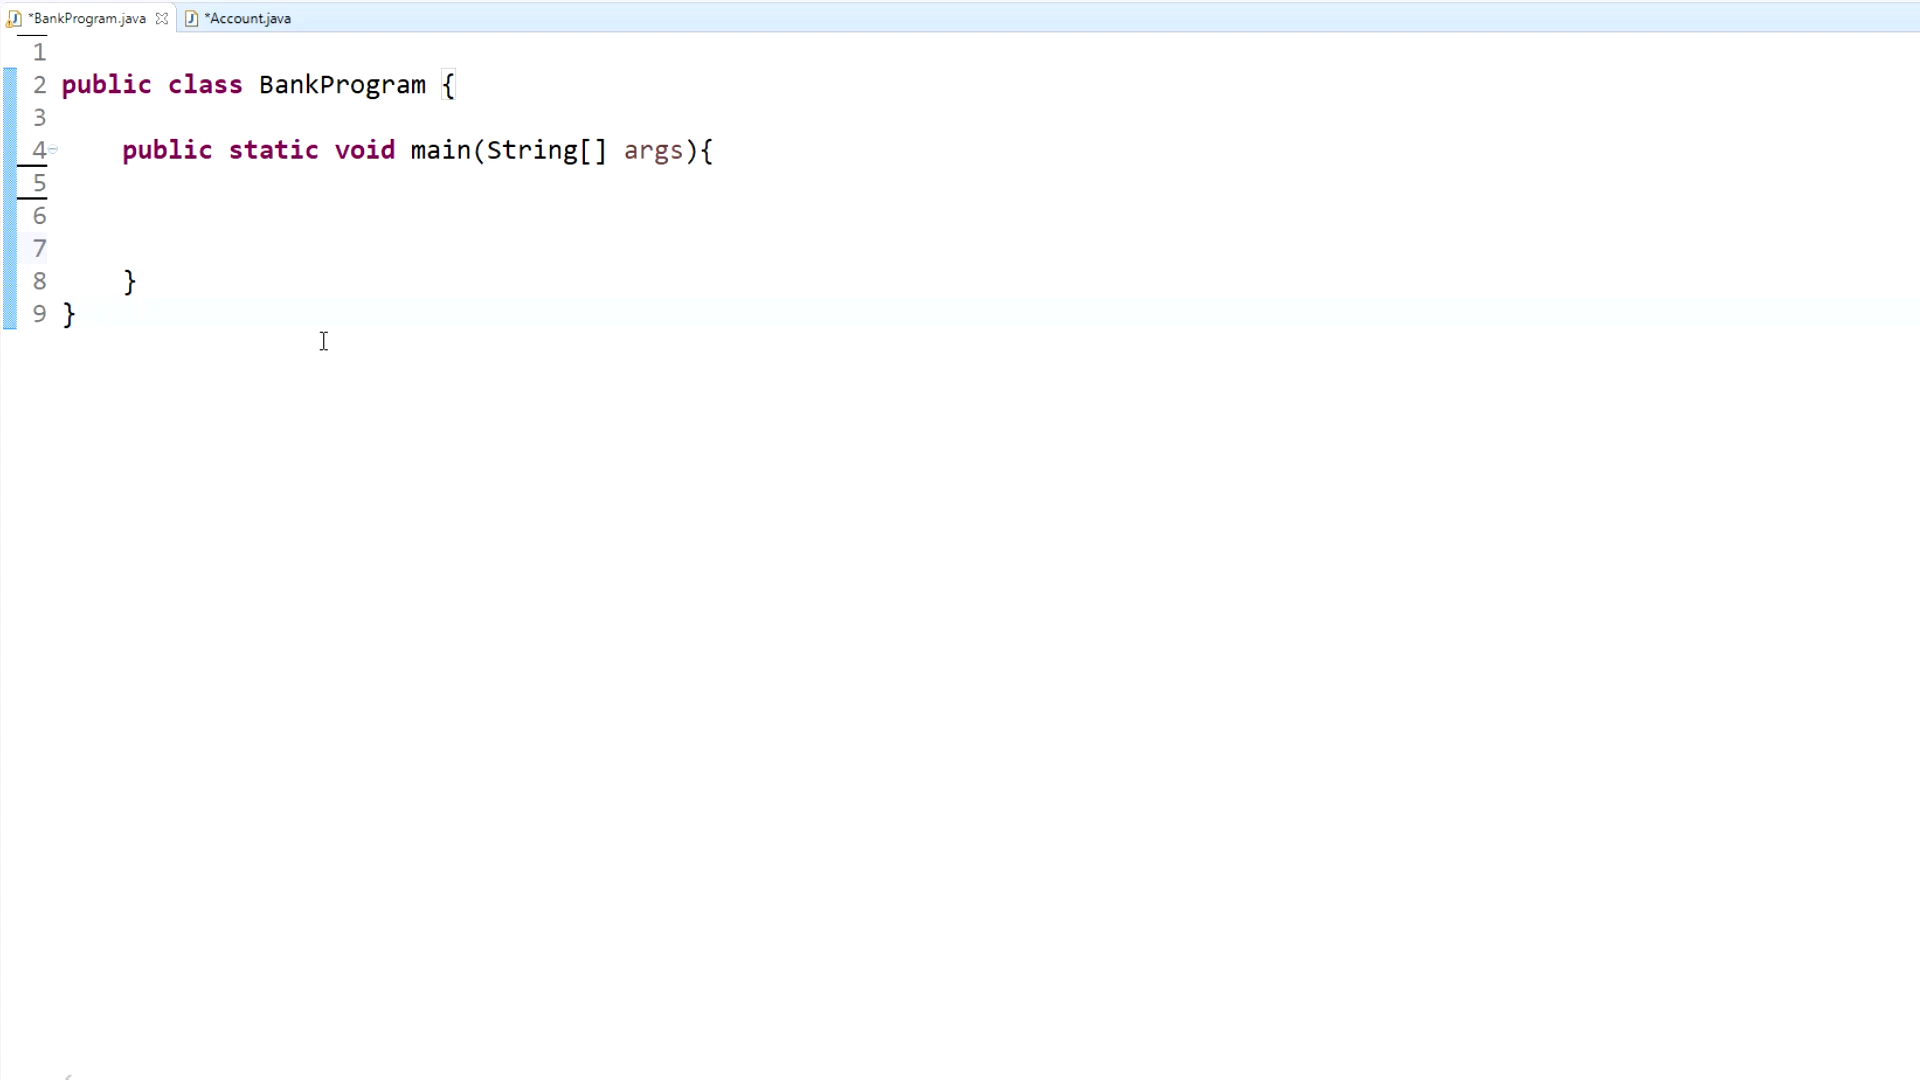 *BankProgram.java *Account.java
1
2 public class BankProgram {
3
4 public static void main(String[] args){
5
6
7
8 }
9 }